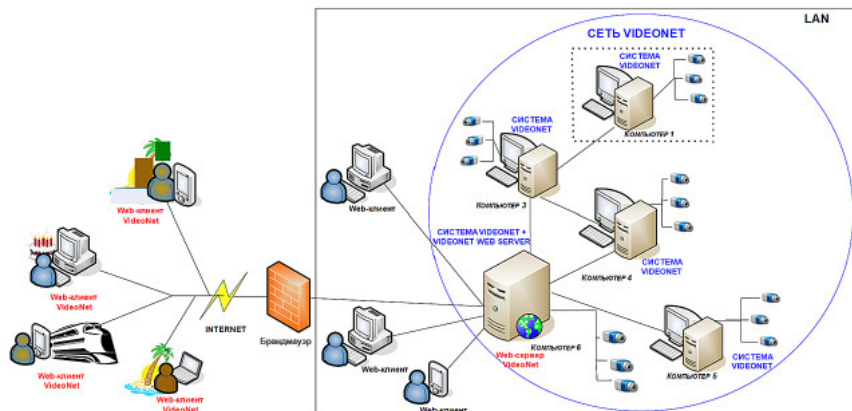 LAN
СЕТЬ VIDEONET
СИСТЕМА
VIDEONET
КОМПЬЮТЕР 1
СИСТЕМА
VIDEONET
КОМПЬЮТЕР 3
Web-клиент
СИСТЕМА VIDEONET +
VIDEONET WEB SERVER
КОМПЬЮТЕР 4
СИСТЕМА
VIDEONET
Web-клиент
VideoNet
Web-клиент
VideoNet
INTERNET
Брандмауэр
Web-клиент
КОМПЬЮТЕР 6
Web-сервер
VideoNet
КОМПЬЮТЕР 5
СИСТЕМА
VIDEONET
Web-клиент
VideoNet
Web-клиент
VideoNet
Web-клиент